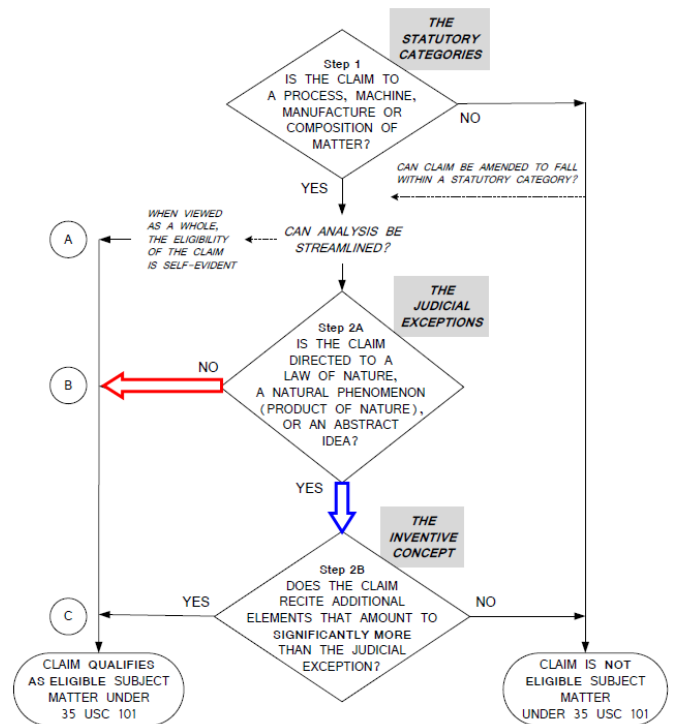 THE
STATUTORY
CATEGORIES
Step 1
IS THE CLAIM TO
A PROCESS, MACHINE,
MANUFACTURE OR
COMPOSITION OF
MATTER?
NO
YES
CAN CLAIM BE AMENDED TO FALL
WITHIN A STATUTORY CATEGORY?
WHEN VIEWED
AS A WHOLE,
THE ELIGIBILITY
OF THE CLAIM
IS SELF-EVIDENT
A
CAN ANALYSIS BE
STREAMLINED?
THE
JUDICIAL
EXCEPTIONS
Step 2A
IS THE CLAIM
DIRECTED TO A
LAW OF NATURE,
A NATURAL PHENOMENON
(PRODUCT OF NATURE),
OR AN ABSTRACT
IDEA?
NO
B
YES
THE
INVENTIVE
CONCEPT
Step 2B
DOES THE CLAIM
RECITE ADDITIONAL
ELEMENTS THAT AMOUNT TO
SIGNIFICANTLY MORE
THAN THE JUDICIAL
EXCEPTION?
YES
NO
C
CLAIM QUALIFIES
AS ELIGIBLE SUBJECT
MATTER UNDER
35 USC 101
CLAIM IS NOT
ELIGIBLE SUBJECT
MATTER
UNDER 35 USC 101